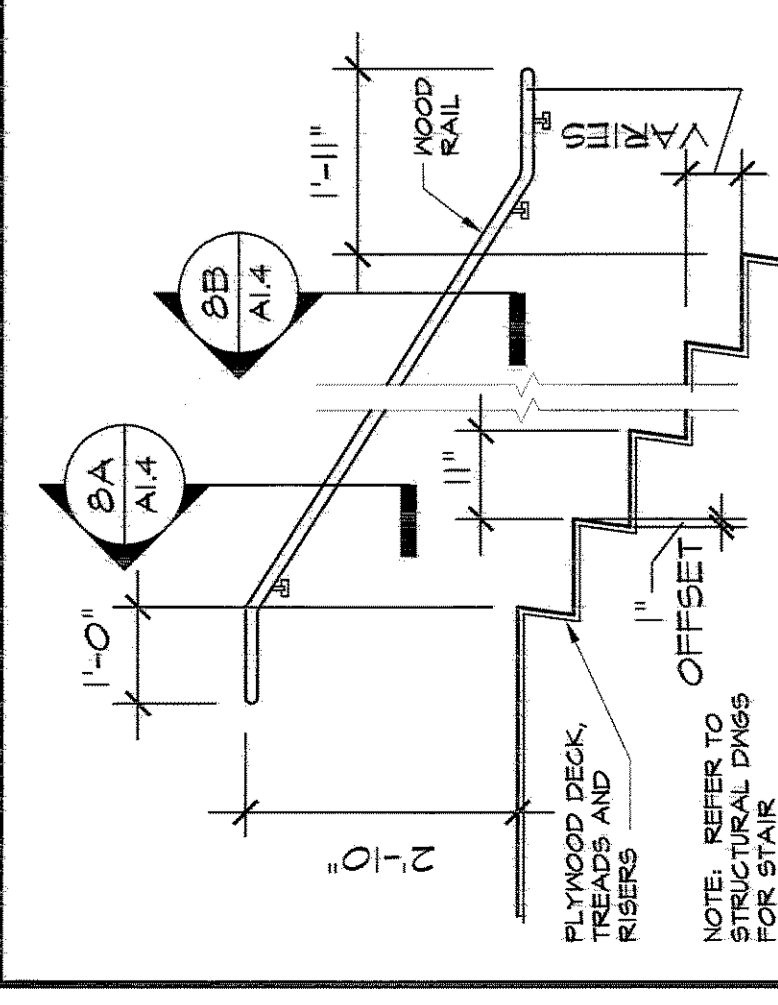 8A
A1.4
8B
A1.4
1'-0"
1'-11"
WOOD
RAIL
VARIES
11"
2'-10"
PLYWOOD DECK,
TREADS AND
RISERS
1"
OFFSET
NOTE: REFER TO
STRUCTURAL DWGS
FOR STAIR